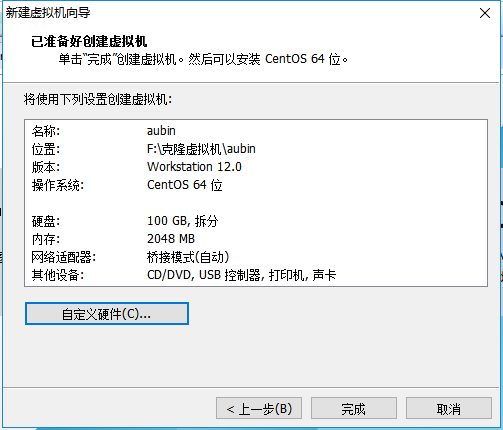 新建虚拟机向导
已准备好创建虚拟机
单击“完成”创建虚拟机。然后可以安装 CentOS 64 位。
将使用下列设置创建虚拟机:
名称: aubin
位置: F:\克隆虚拟机\aubin
版本: Workstation 12.0
操作系统: CentOS 64 位
硬盘: 100 GB, 拆分
内存: 2048 MB
网络适配器: 桥接模式(自动)
其他设备: CD/DVD, USB 控制器, 打印机, 声卡
自定义硬件(C)...
< 上一步(B) 完成 取消